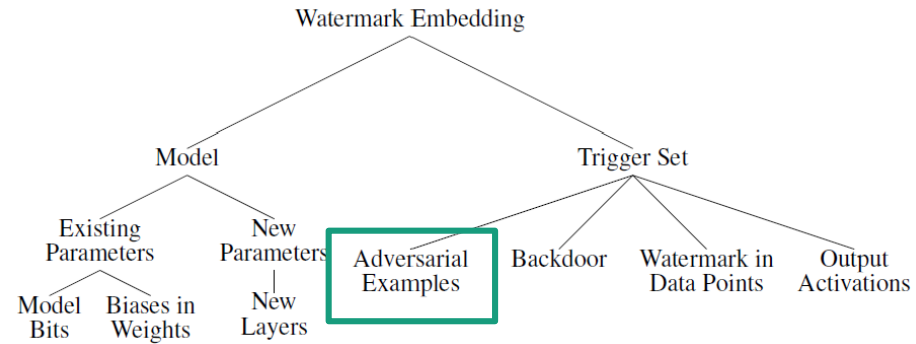 Watermark Embedding
Model
Trigger Set
Existing
Parameters
New
Parameters
Adversarial
Examples
Backdoor
Watermark in
Data Points
Output
Activations
Model
Bits
Biases in
Weights
New
Layers